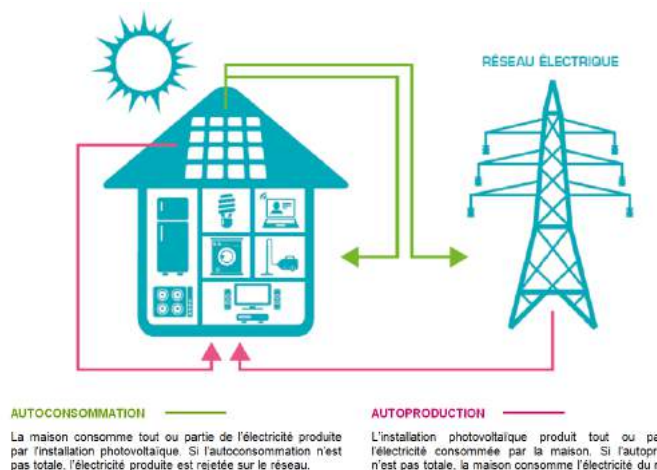 RÉSEAU ÉLECTRIQUE
AUTOCONSOMMATION
La maison consomme tout ou partie de l'électricité produite
par l'installation photovoltaïque. Si l'autoconsommation n'est
pas totale, l'électricité produite est rejetée sur le réseau.
AUTOPRODUCTION
L'installation photovoltaïque produit tout ou pa
l'électricité consommée par la maison. Si l'autopr
n'est pas totale, la maison consomme l'électricité du r